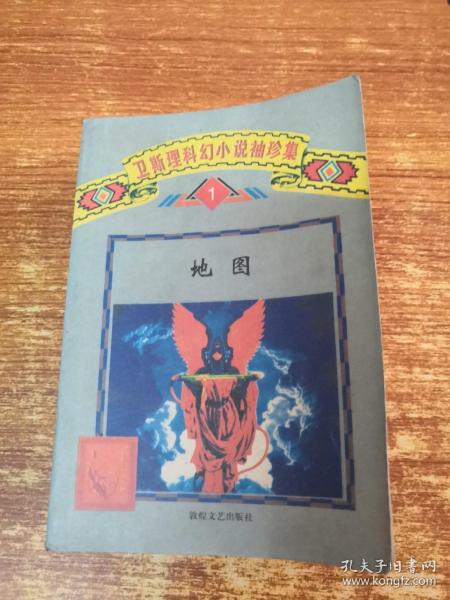 卫斯理科幻小说袖珍集
1
地图
敦煌文艺出版社
孔夫子旧书网
www.kongfz.com